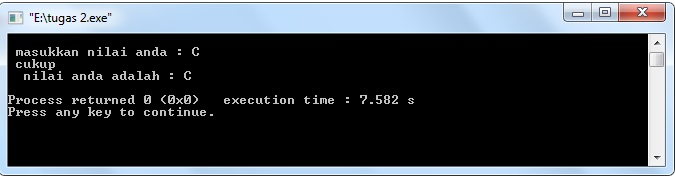 "E:\tugas 2.exe"
masukkan nilai anda : C
cukup
nilai anda adalah : C
Process returned 0 (0x0)   execution time : 7.582 s
Press any key to continue.